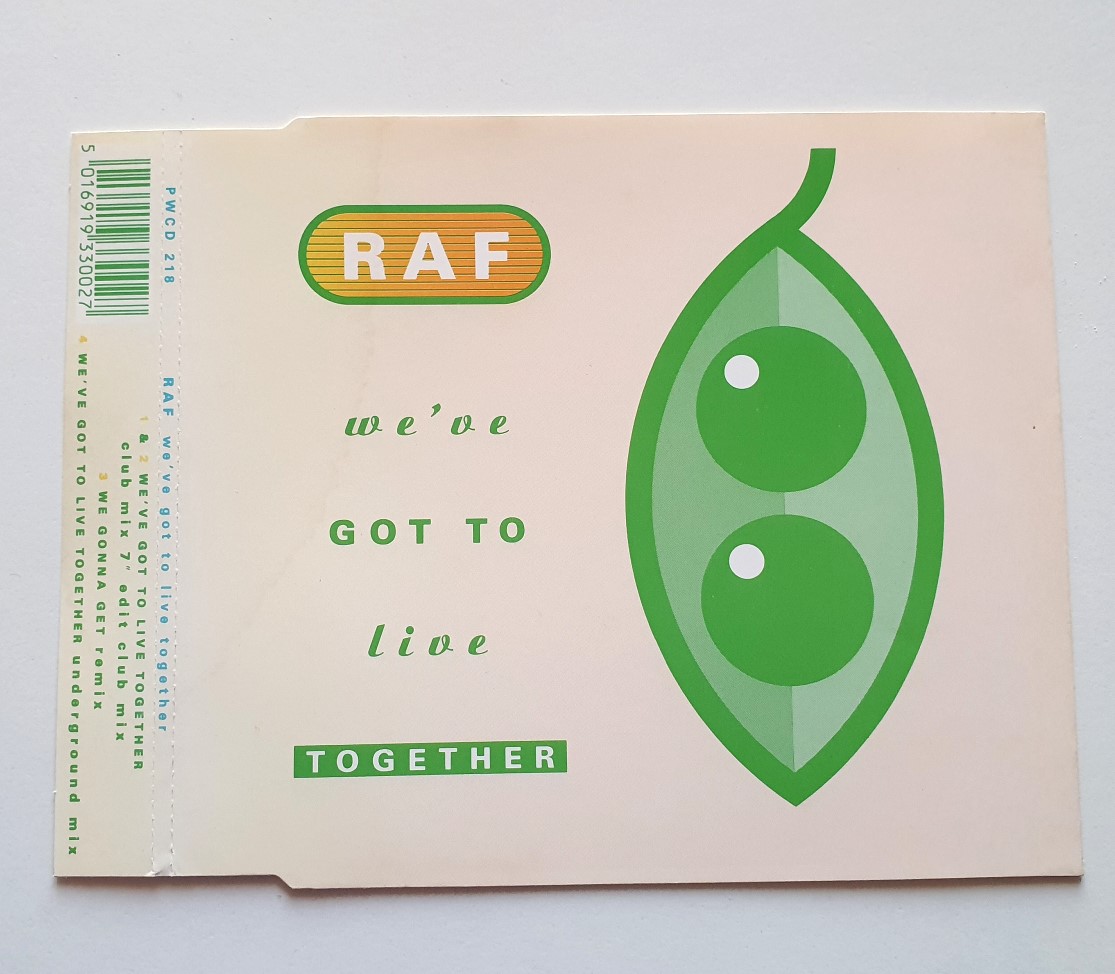 RAF
we've
GOT TO
live
TOGETHER
PWCD 218
RAF we've got to live together
1 & 2 WE'VE GOT TO LIVE TOGETHER
club mix 7" edit club mix
3 WE GONNA GET remix
4 WE'VE GOT TO LIVE TOGETHER underground mix
5 016919 330027